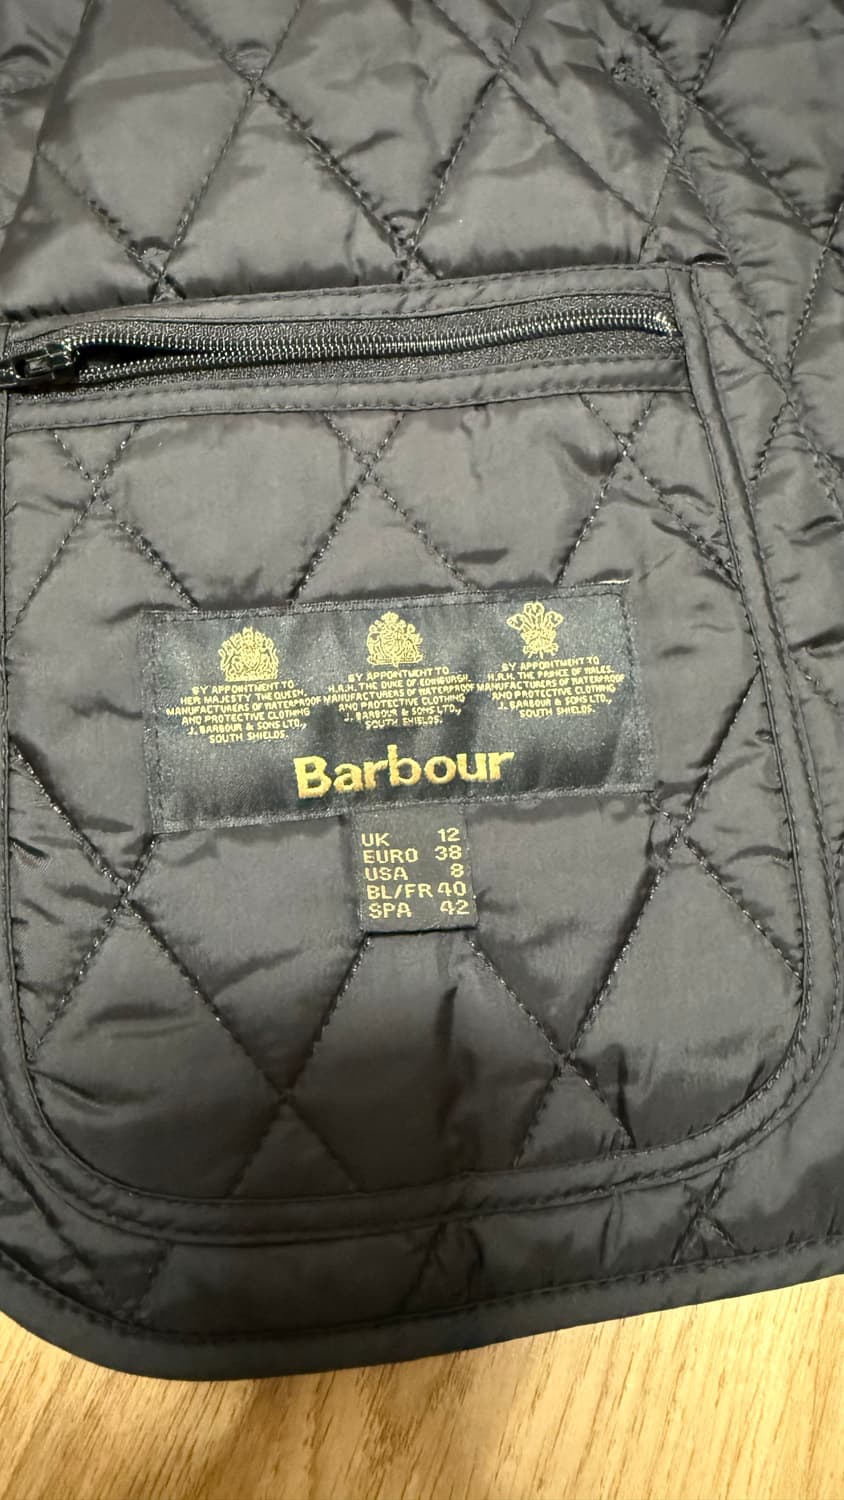 BY APPOINTMENT TO
HER MAJESTY THE QUEEN.
MANUFACTURERS OF WATERPROOF
AND PROTECTIVE CLOTHING
J. BARBOUR & SONS LTD.,
SOUTH SHIELDS.
BY APPOINTMENT TO
H.R.H. THE DUKE OF EDINBURGH.
MANUFACTURERS OF WATERPROOF
AND PROTECTIVE CLOTHING
J. BARBOUR & SONS LTD.,
SOUTH SHIELDS.
BY APPOINTMENT TO
H.R.H. THE PRINCE OF WALES.
MANUFACTURERS OF WATERPROOF
AND PROTECTIVE CLOTHING
J. BARBOUR & SONS LTD.,
SOUTH SHIELDS.
Barbour
UK 12
EURO 38
USA 8
BL/FR 40
SPA 42